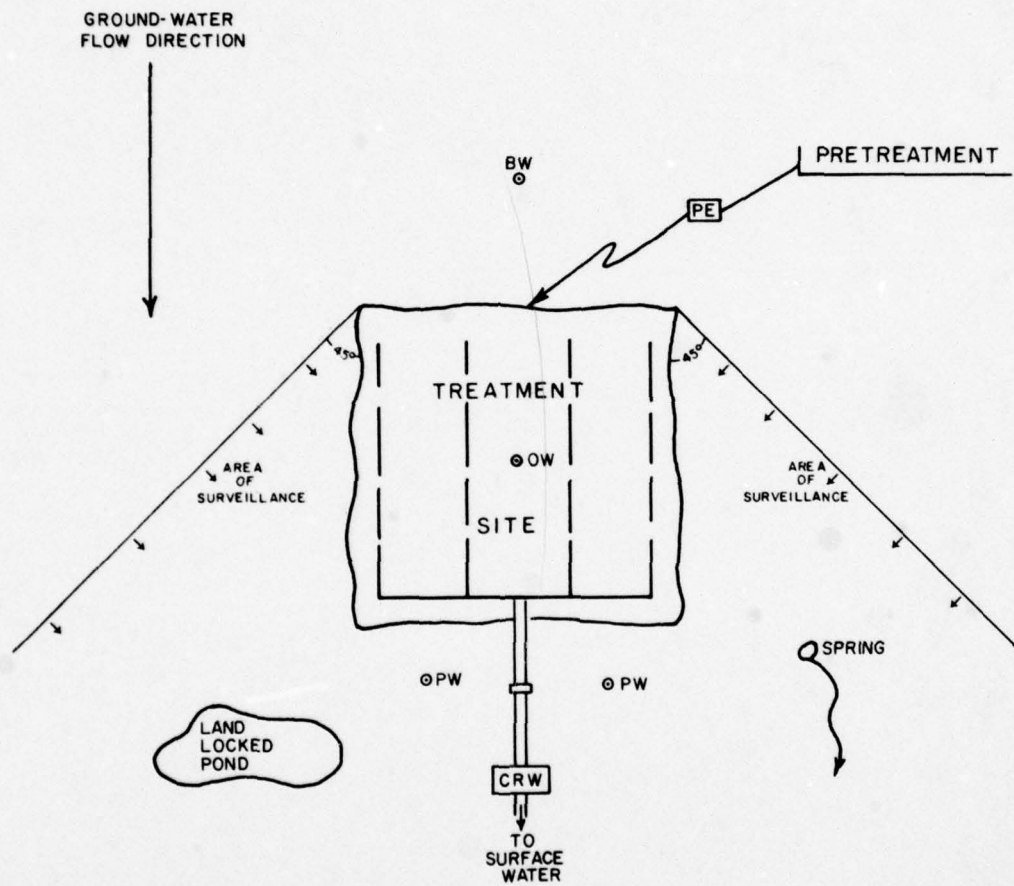 GROUND-WATER
FLOW DIRECTION
BW
PRETREATMENT
PE
45°
45°
TREATMENT
OW
AREA
OF
SURVEILLANCE
AREA
OF
SURVEILLANCE
SITE
SPRING
PW
PW
LAND
LOCKED
POND
CRW
TO
SURFACE
WATER